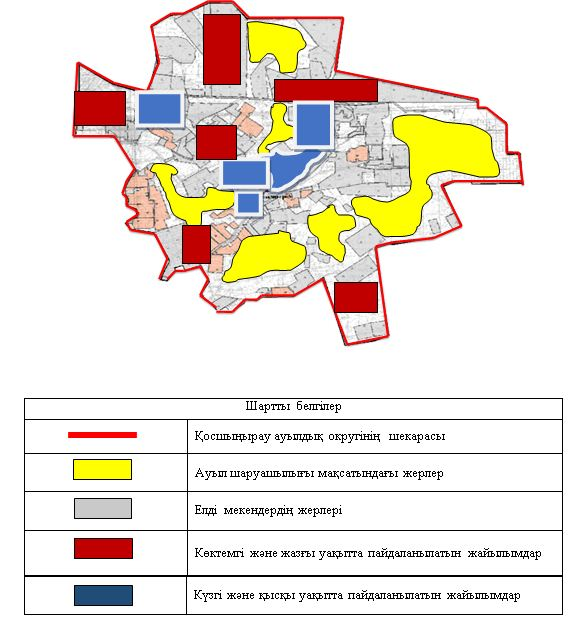 Шартты белгілер
Қосшыңырау ауылдық округінің шекарасы
Ауыл шаруашылығы мақсатындағы жерлер
Елді мекендердің жерлері
Көктемгі және жазғы уақытта пайдаланылатын жайылымдар
Күзгі және қысқы уақытта пайдаланылатын жайылымдар